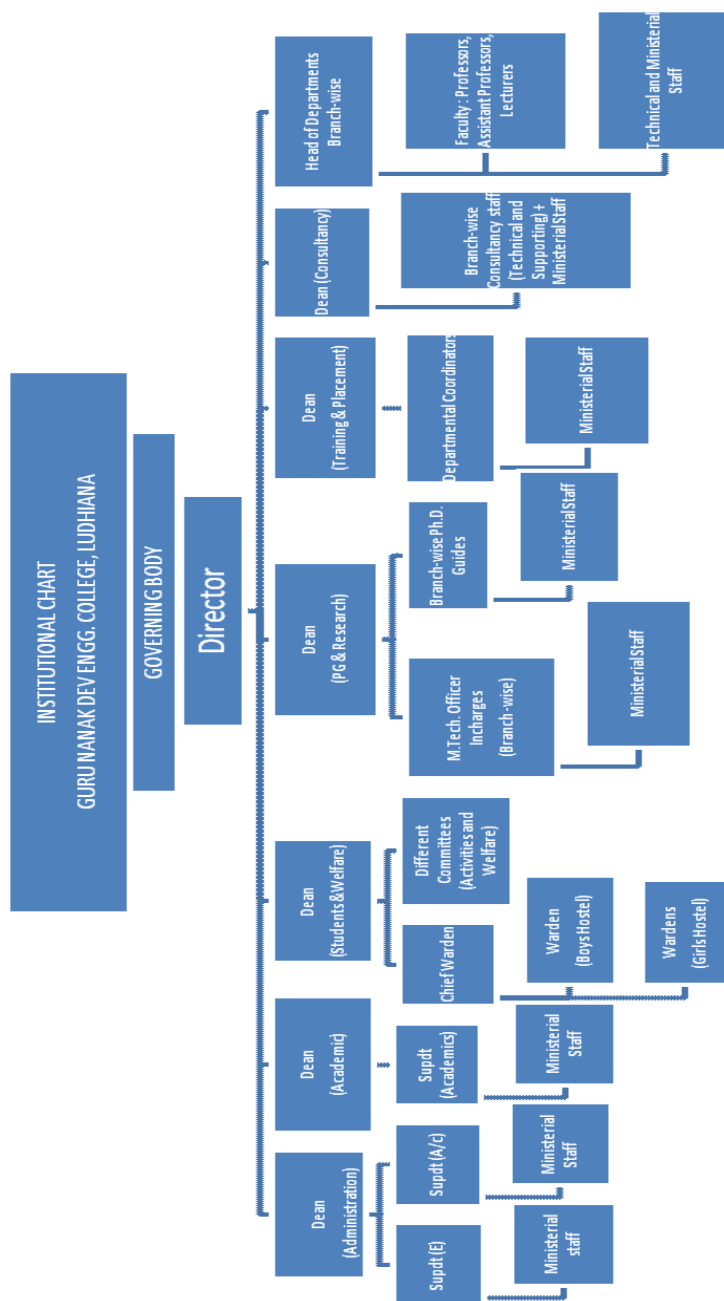 INSTITUTIONAL CHART
GURU NANAK DEV ENGG. COLLEGE, LUDHIANA
GOVERNING BODY
Director
Dean
(Administration)
Supdt (E)
Ministerial
staff
Supdt (A/c)
Ministerial
Staff
Dean
(Academic)
Supdt
(Academics)
Ministerial
Staff
Dean
(Students & Welfare)
Chief Warden
Warden
(Boys Hostel)
Wardens
(Girls Hostel)
Different
Committees
(Activities and
Welfare)
Dean
(PG & Research)
M.Tech. Officer
Incharges
(Branch -wise)
Ministerial Staff
Branch-wise Ph.D.
Guides
Ministerial Staff
Dean
(Training & Placement)
Departmental Coordinators
Ministerial Staff
Dean (Consultancy)
Branch-wise
Consultancy staff
(Technical and
Supporting) +
Ministerial Staff
Head of Departments
Branch-wise
Faculty : Professors,
Assistant Professors,
Lecturers
Technical and Ministerial
Staff